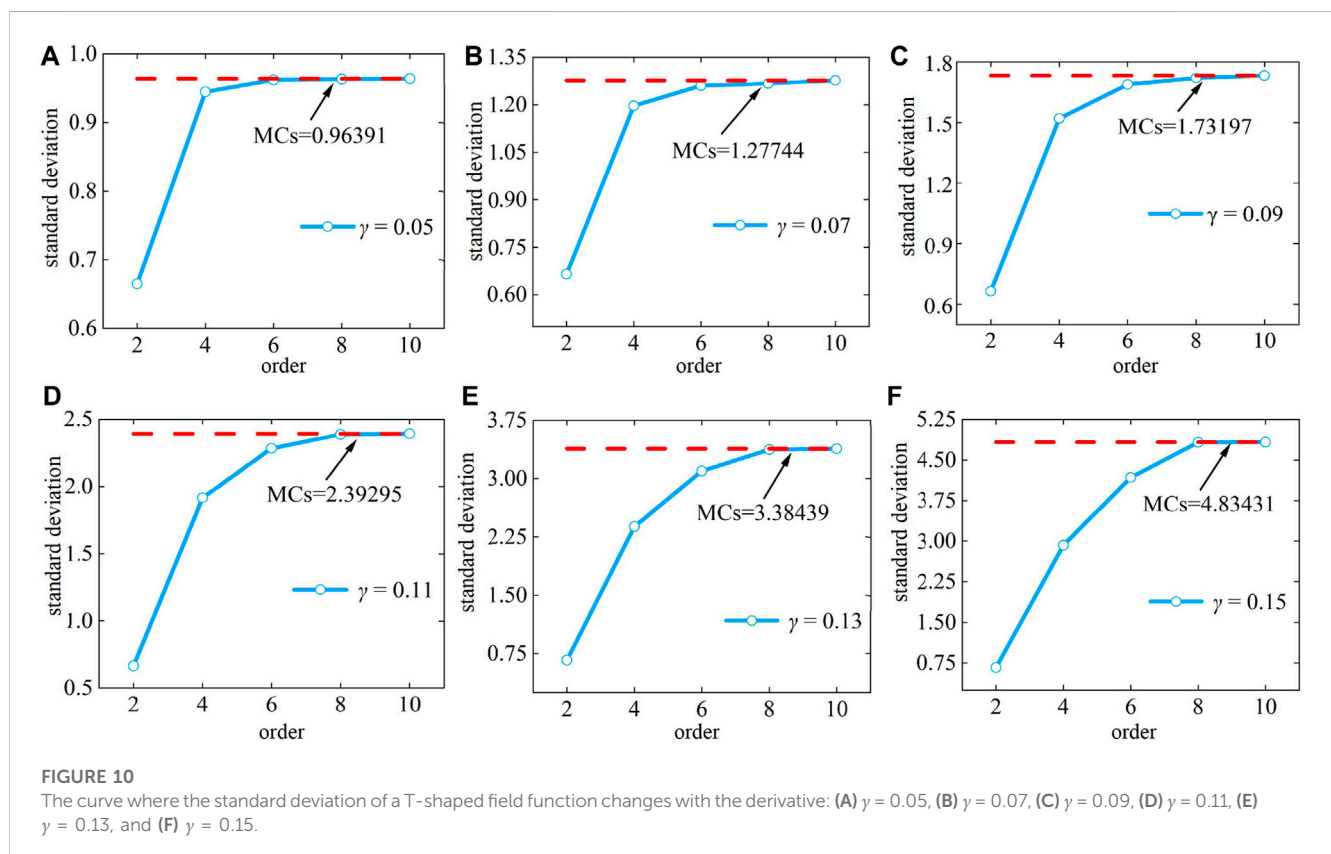 A
standard deviation
1.0
0.9
0.8
0.7
0.6
MCs=0.96391
γ = 0.05
2 4 6 8 10
order
B
standard deviation
1.35
1.20
1.05
0.90
0.75
0.60
MCs=1.27744
γ = 0.07
2 4 6 8 10
order
C
standard deviation
1.8
1.5
1.2
0.9
0.6
MCs=1.73197
γ = 0.09
2 4 6 8 10
order
D
standard deviation
2.5
2.0
1.5
1.0
0.5
MCs=2.39295
γ = 0.11
2 4 6 8 10
order
E
standard deviation
3.75
3.00
2.25
1.50
0.75
MCs=3.38439
γ = 0.13
2 4 6 8 10
order
F
standard deviation
5.25
4.50
3.75
3.00
2.25
1.50
0.75
MCs=4.83431
γ = 0.15
2 4 6 8 10
order
FIGURE 10
The curve where the standard deviation of a T-shaped field function changes with the derivative: (A) γ = 0.05, (B) γ = 0.07, (C) γ = 0.09, (D) γ = 0.11, (E)
γ = 0.13, and (F) γ = 0.15.